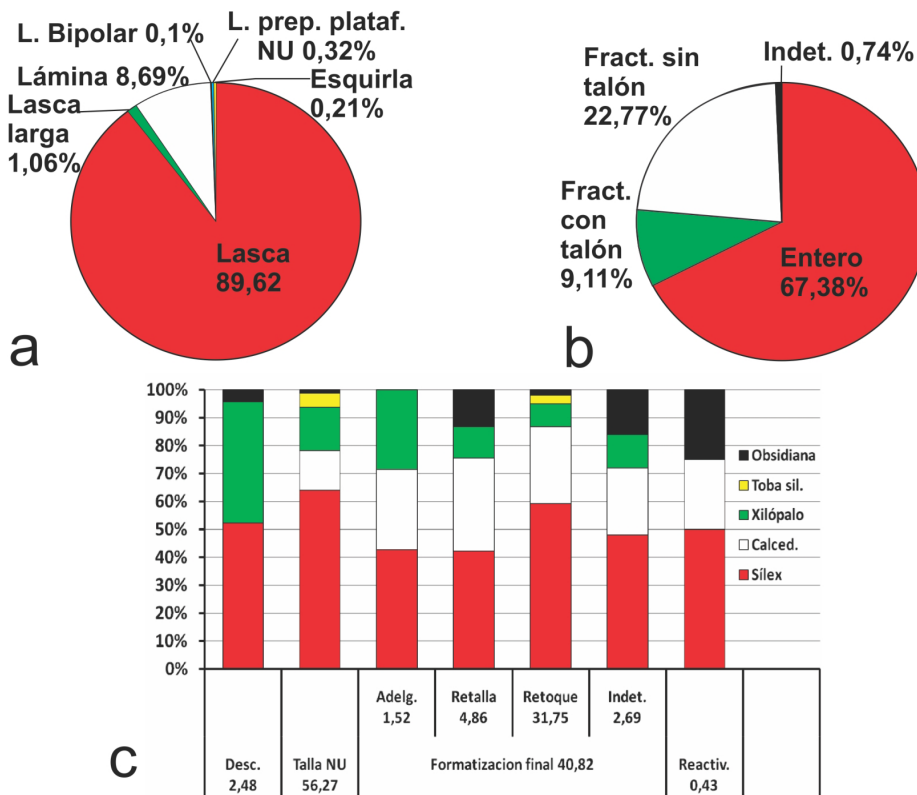 L. Bipolar 0,1%
L. prep. plataf.
NU 0,32%
Lámina 8,69%
Esquirla
0,21%
Lasca
larga
1,06%
Lasca
89,62
a
Fract. sin
talón
22,77%
Indet. 0,74%
Fract.
con
talón
9,11%
Entero
67,38%
b
100%
90%
80%
70%
60%
50%
40%
30%
20%
10%
0%
Obsidiana
Toba sil.
Xilópalo
Calced.
Sílex
Adelg.
1,52
Retalla
4,86
Retoque
31,75
Indet.
2,69
Desc.
2,48
Talla NU
56,27
Formatizacion final 40,82
Reactiv.
0,43
c